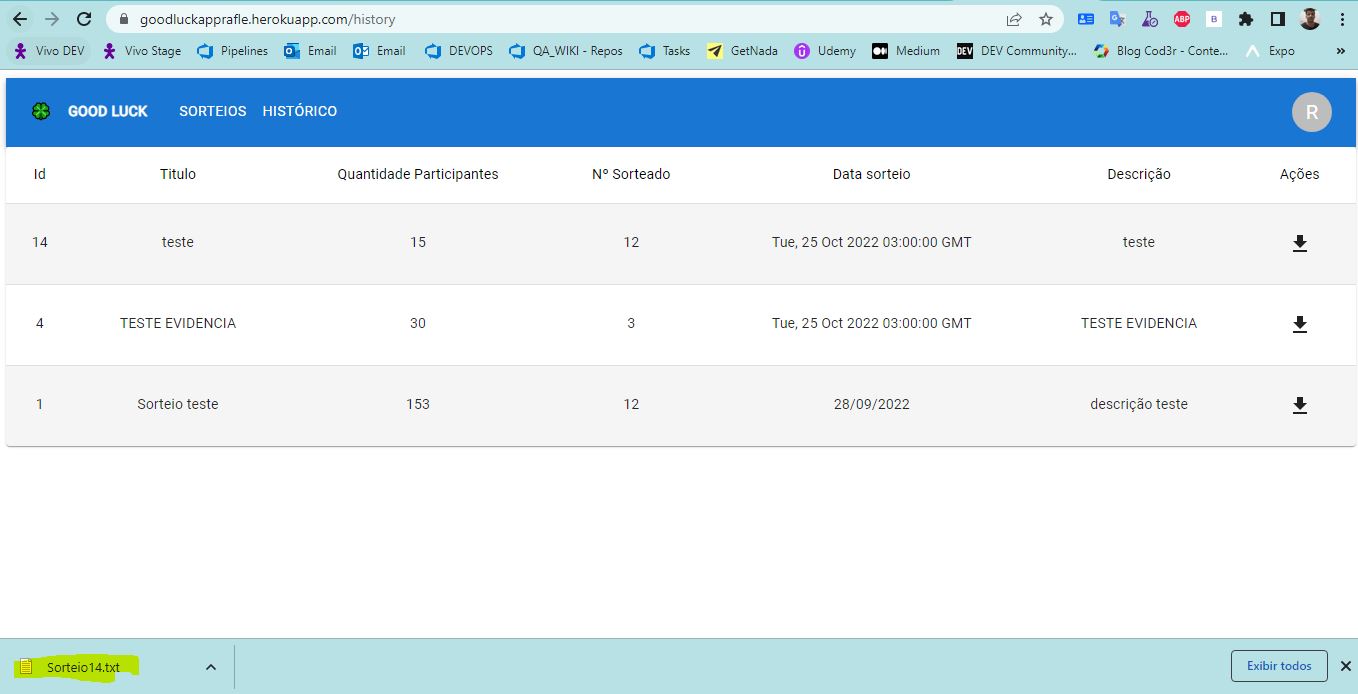 goodluckapprafle.herokuapp.com/history
ABP
B
Vivo DEV Vivo Stage Pipelines Email Email DEVOPS QA_WIKI - Repos Tasks GetNada Udemy Medium DEV DEV Community... Blog Cod3r - Conte... Expo »
GOOD LUCK SORTEIOS HISTÓRICO R
Id Titulo Quantidade Participantes Nº Sorteado Data sorteio Descrição Ações
14 teste 15 12 Tue, 25 Oct 2022 03:00:00 GMT teste
4 TESTE EVIDENCIA 30 3 Tue, 25 Oct 2022 03:00:00 GMT TESTE EVIDENCIA
1 Sorteio teste 153 12 28/09/2022 descrição teste
Sorteio14.txt Exibir todos